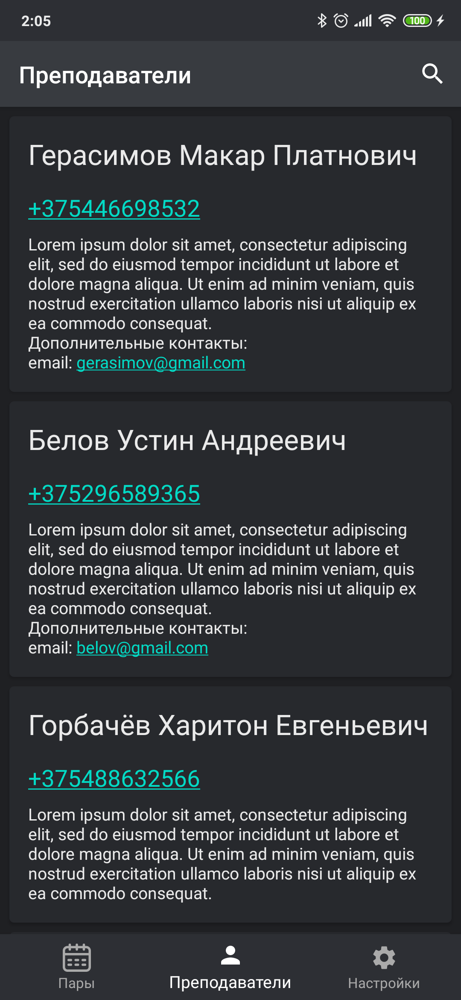 2:05
100
Преподаватели
Герасимов Макар Платнович
+375446698532
Lorem ipsum dolor sit amet, consectetur adipiscing
elit, sed do eiusmod tempor incididunt ut labore et
dolore magna aliqua. Ut enim ad minim veniam, quis
nostrud exercitation ullamco laboris nisi ut aliquip ex
ea commodo consequat.
Дополнительные контакты:
email: gerasimov@gmail.com
Белов Устин Андреевич
+375296589365
Lorem ipsum dolor sit amet, consectetur adipiscing
elit, sed do eiusmod tempor incididunt ut labore et
dolore magna aliqua. Ut enim ad minim veniam, quis
nostrud exercitation ullamco laboris nisi ut aliquip ex
ea commodo consequat.
Дополнительные контакты:
email: belov@gmail.com
Горбачёв Харитон Евгеньевич
+375488632566
Lorem ipsum dolor sit amet, consectetur adipiscing
elit, sed do eiusmod tempor incididunt ut labore et
dolore magna aliqua. Ut enim ad minim veniam, quis
nostrud exercitation ullamco laboris nisi ut aliquip ex
ea commodo consequat.
Пары
Преподаватели
Настройки